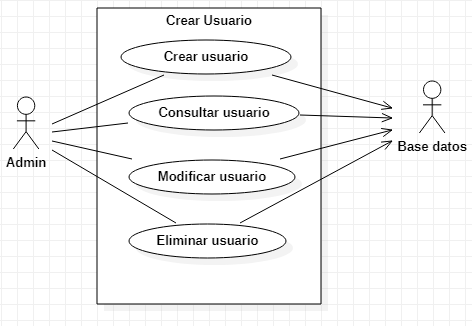 Crear Usuario
Crear usuario
Consultar usuario
Admin
Base datos
Modificar usuario
Eliminar usuario